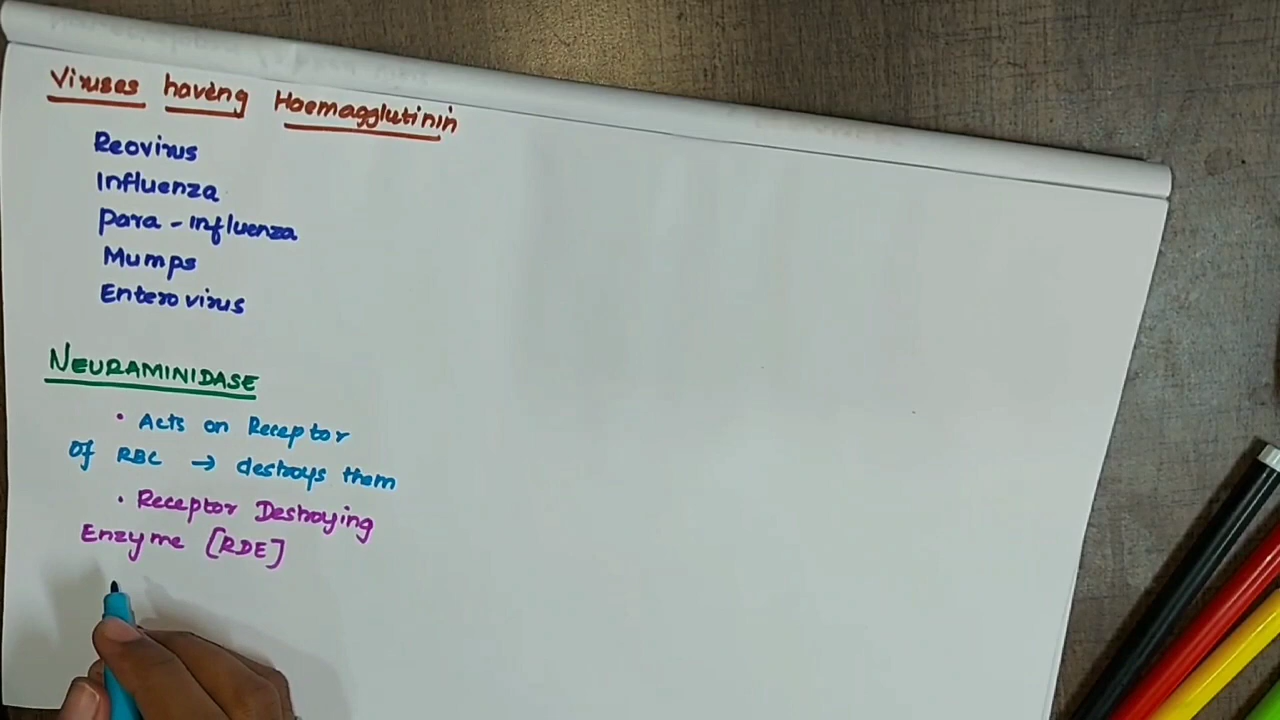 Viruses having Haemagglutinin
Reovirus
Influenza
Para - influenza
Mumps
Enterovirus
NEURAMINIDASE
• Acts on Receptor
of RBC → destroys them
• Receptor Destroying
Enzyme [RDE]